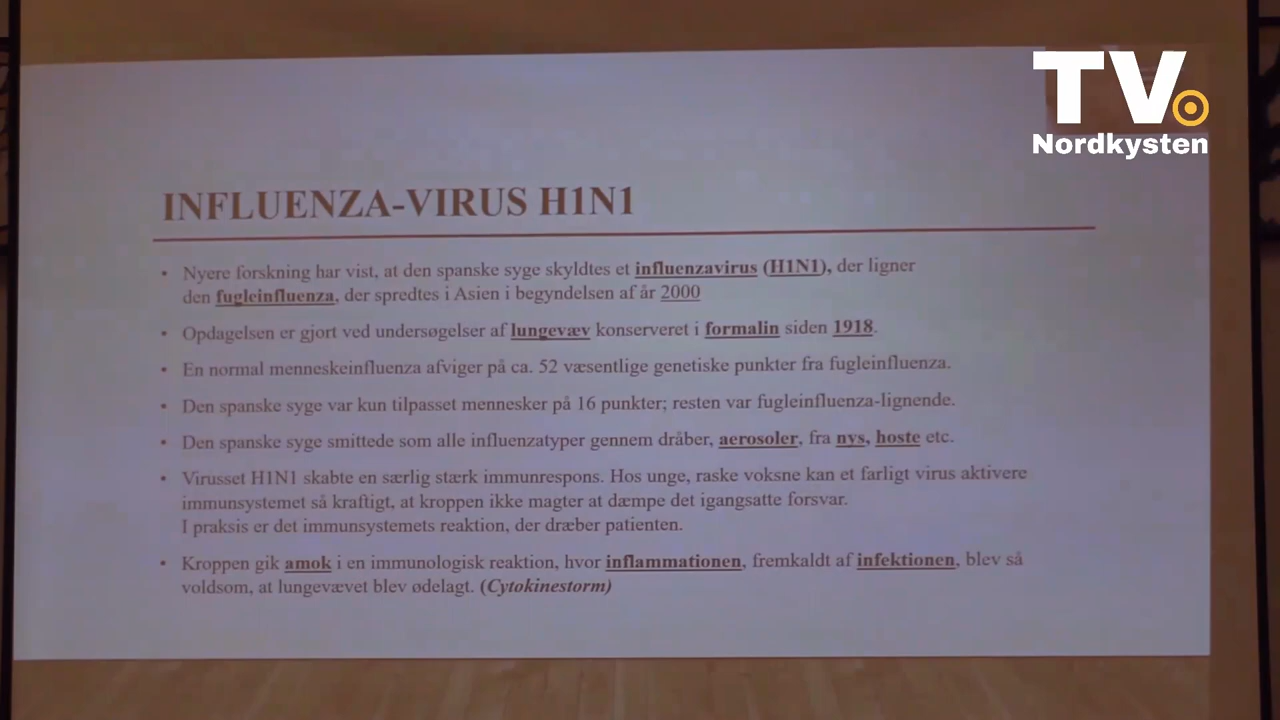 TV
Nordkysten
INFLUENZA-VIRUS H1N1
• Nyere forskning har vist, at den spanske syge skyldtes et influenzavirus (H1N1), der ligner
den fugleinfluenza, der spredtes i Asien i begyndelsen af år 2000
• Opdagelsen er gjort ved undersøgelser af lungevæv konserveret i formalin siden 1918.
• En normal menneskeinfluenza afviger på ca. 52 væsentlige genetiske punkter fra fugleinfluenza.
• Den spanske syge var kun tilpasset mennesker på 16 punkter; resten var fugleinfluenza-lignende.
• Den spanske syge smittede som alle influenzatyper gennem dråber, aerosoler, fra nys, hoste etc.
• Virusset H1N1 skabte en særlig stærk immunrespons. Hos unge, raske voksne kan et farligt virus aktivere
immunsystemet så kraftigt, at kroppen ikke magter at dæmpe det igangsatte forsvar.
I praksis er det immunsystemets reaktion, der dræber patienten.
• Kroppen gik amok i en immunologisk reaktion, hvor inflammationen, fremkaldt af infektionen, blev så
voldsom, at lungevævet blev ødelagt. (Cytokinestorm)